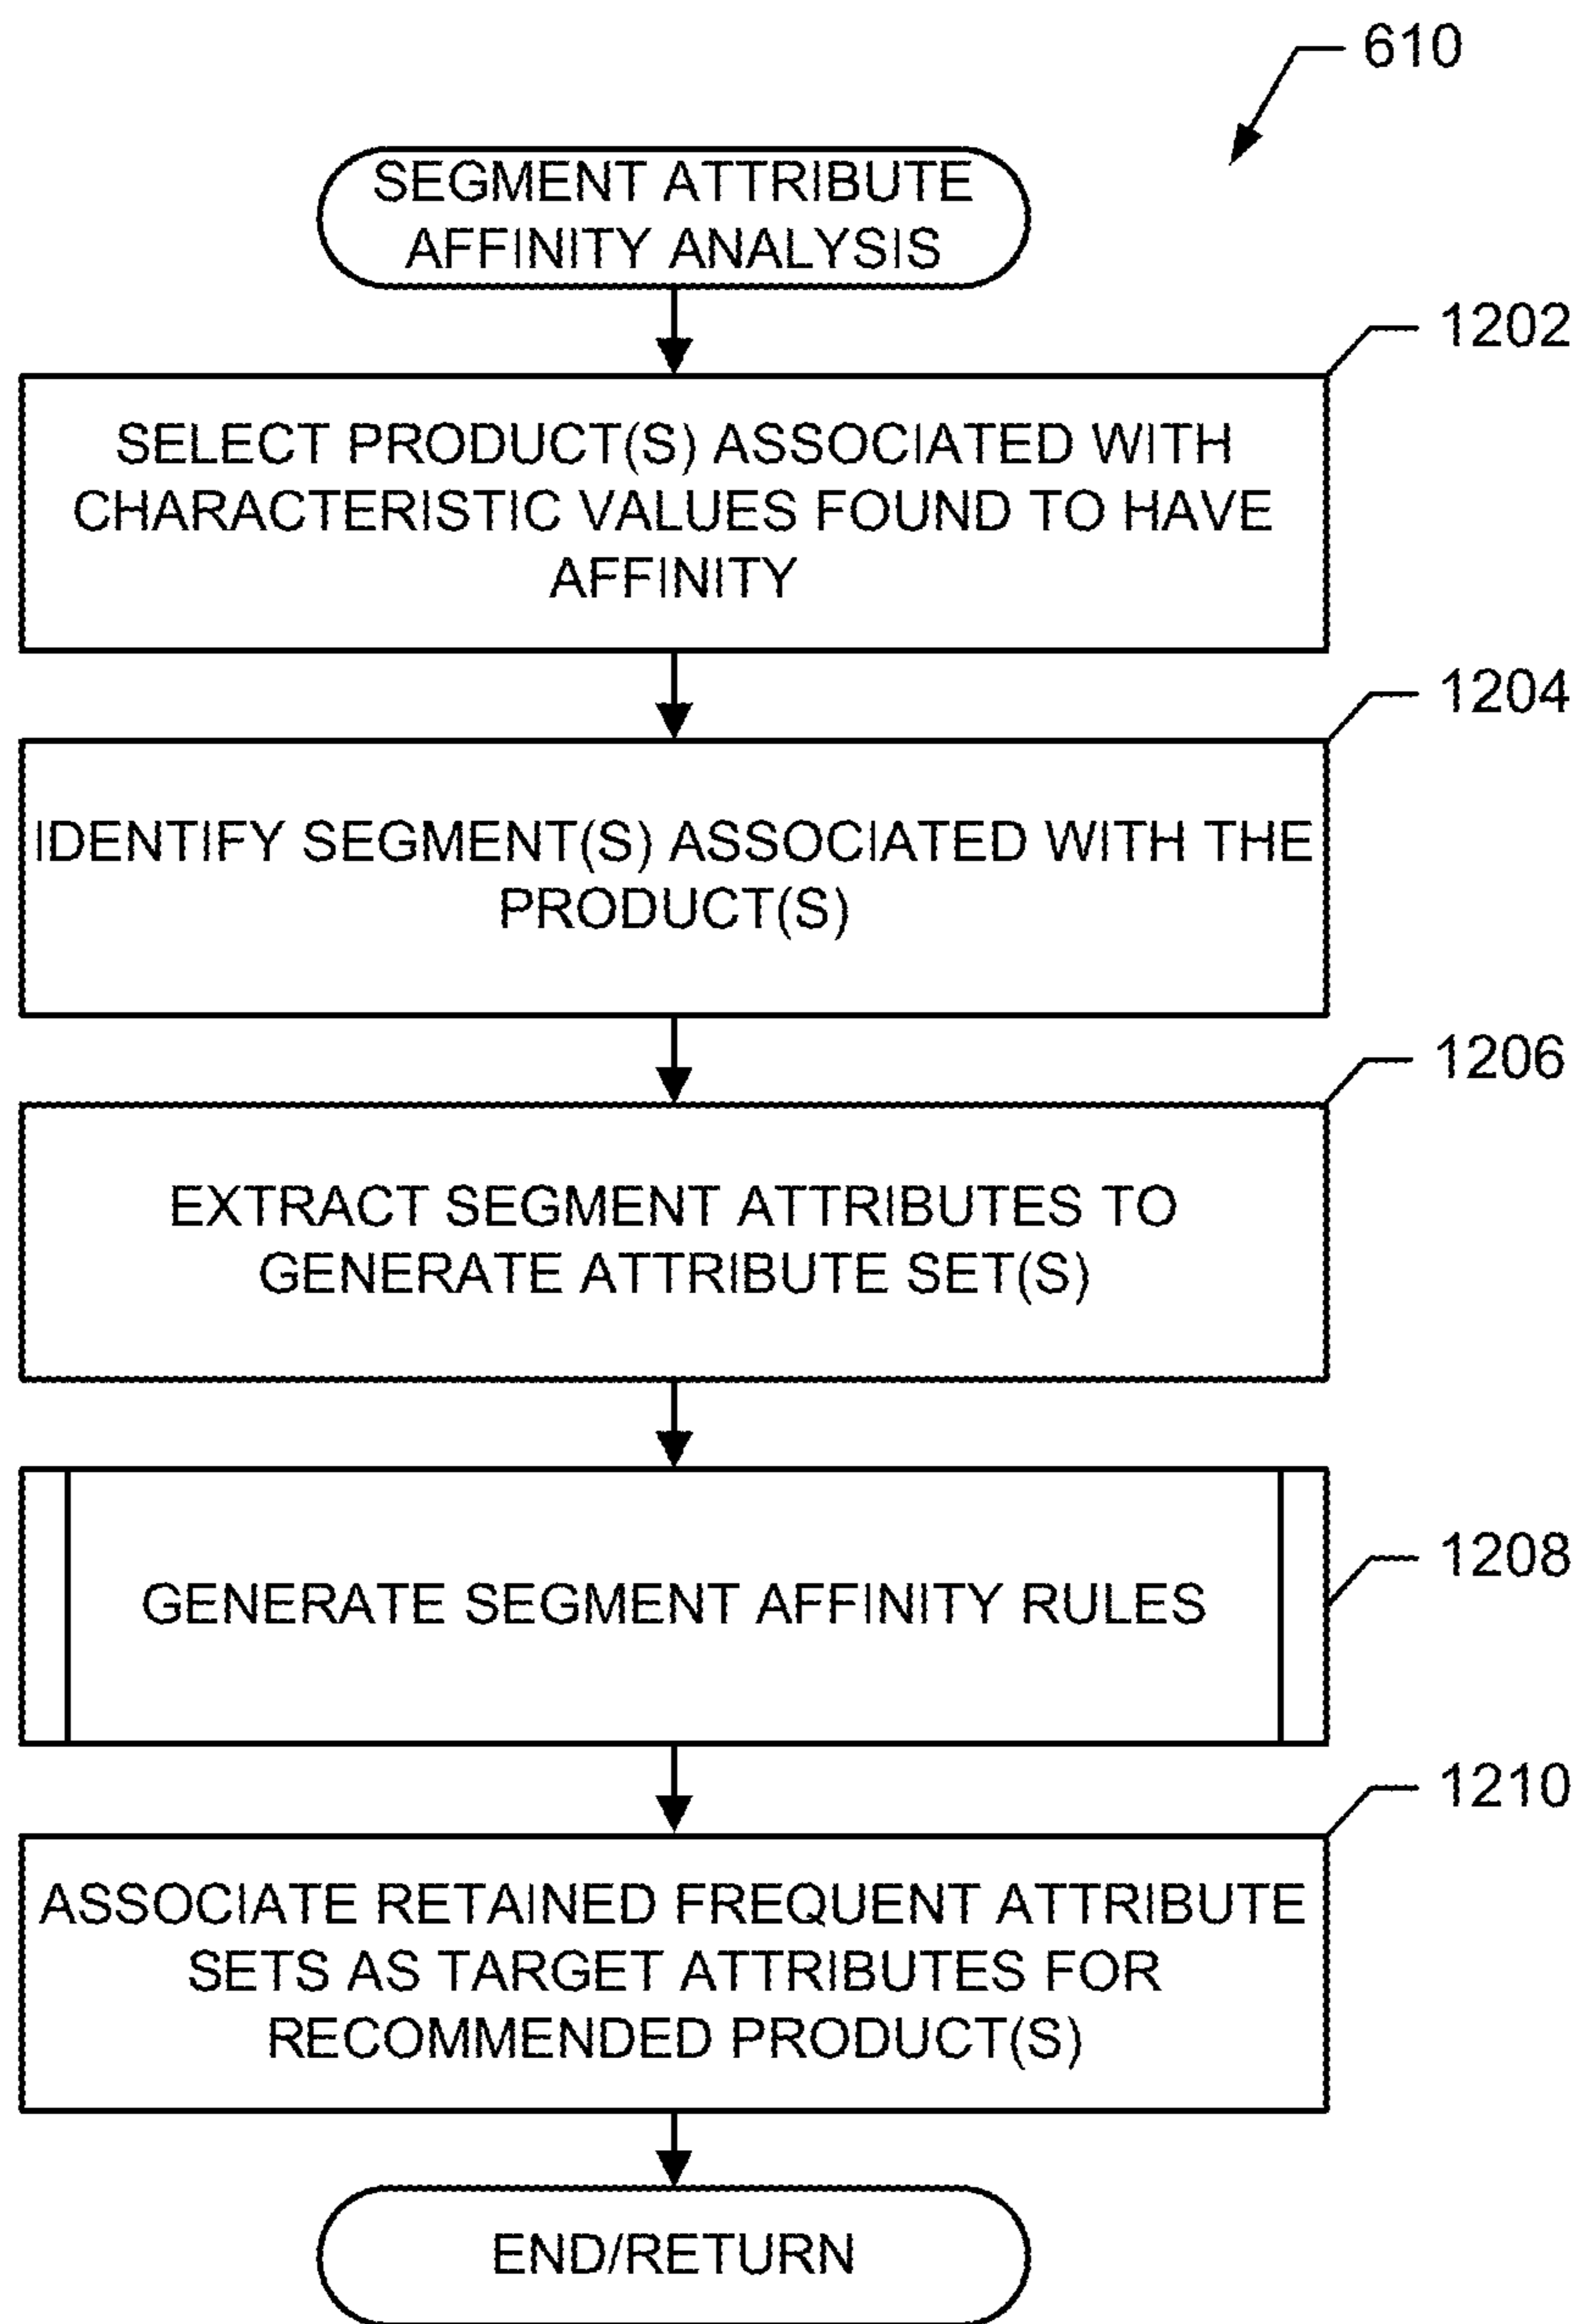 610
SEGMENT ATTRIBUTE
AFFINITY ANALYSIS
1202
SELECT PRODUCT(S) ASSOCIATED WITH
CHARACTERISTIC VALUES FOUND TO HAVE
AFFINITY
1204
IDENTIFY SEGMENT(S) ASSOCIATED WITH THE
PRODUCT(S)
1206
EXTRACT SEGMENT ATTRIBUTES TO
GENERATE ATTRIBUTE SET(S)
1208
GENERATE SEGMENT AFFINITY RULES
1210
ASSOCIATE RETAINED FREQUENT ATTRIBUTE
SETS AS TARGET ATTRIBUTES FOR
RECOMMENDED PRODUCT(S)
END/RETURN